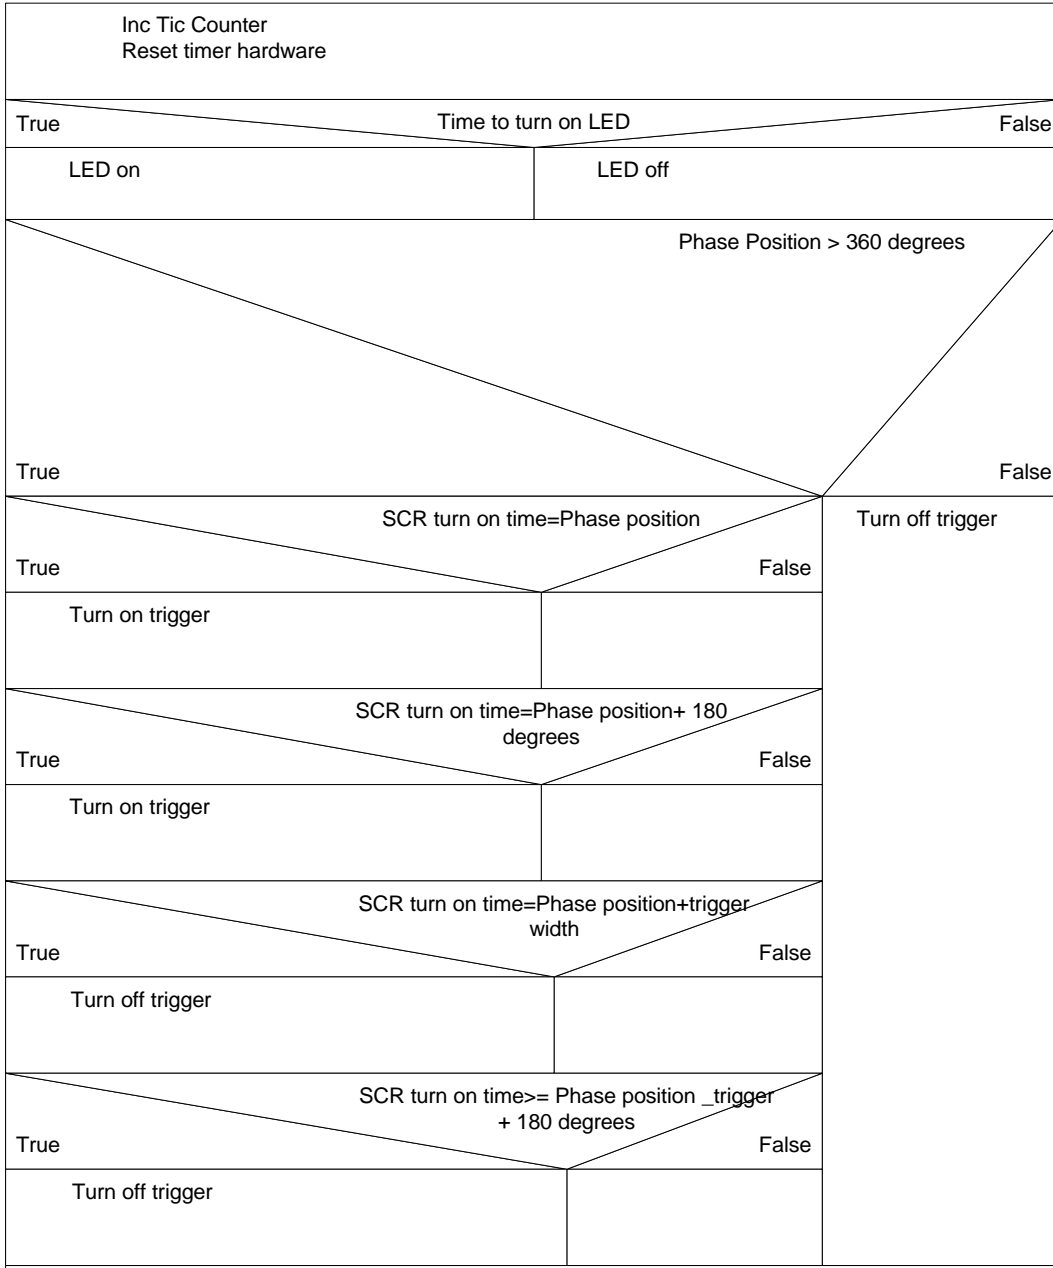 Inc Tic Counter
Reset timer hardware
True
Time to turn on LED
False
LED on
LED off
Phase Position > 360 degrees
True
False
SCR turn on time=Phase position
True
False
Turn off trigger
Turn on trigger
SCR turn on time=Phase position+ 180
degrees
True
False
Turn on trigger
SCR turn on time=Phase position+trigger
width
True
False
Turn off trigger
SCR turn on time>= Phase position _trigger
+ 180 degrees
True
False
Turn off trigger